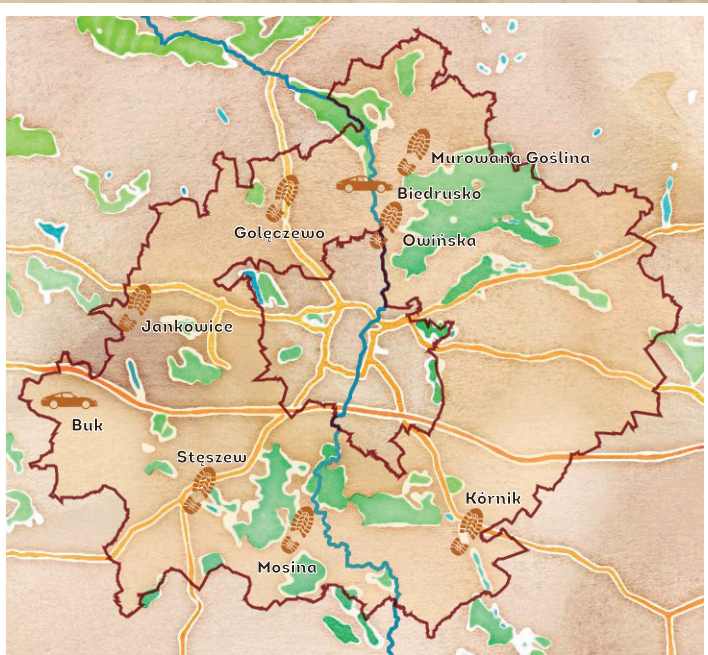 Murowana Goślina
Biedrusko
Golęczewo
Owińska
Jankowice
Buk
Stęszew
Kórnik
Mosina